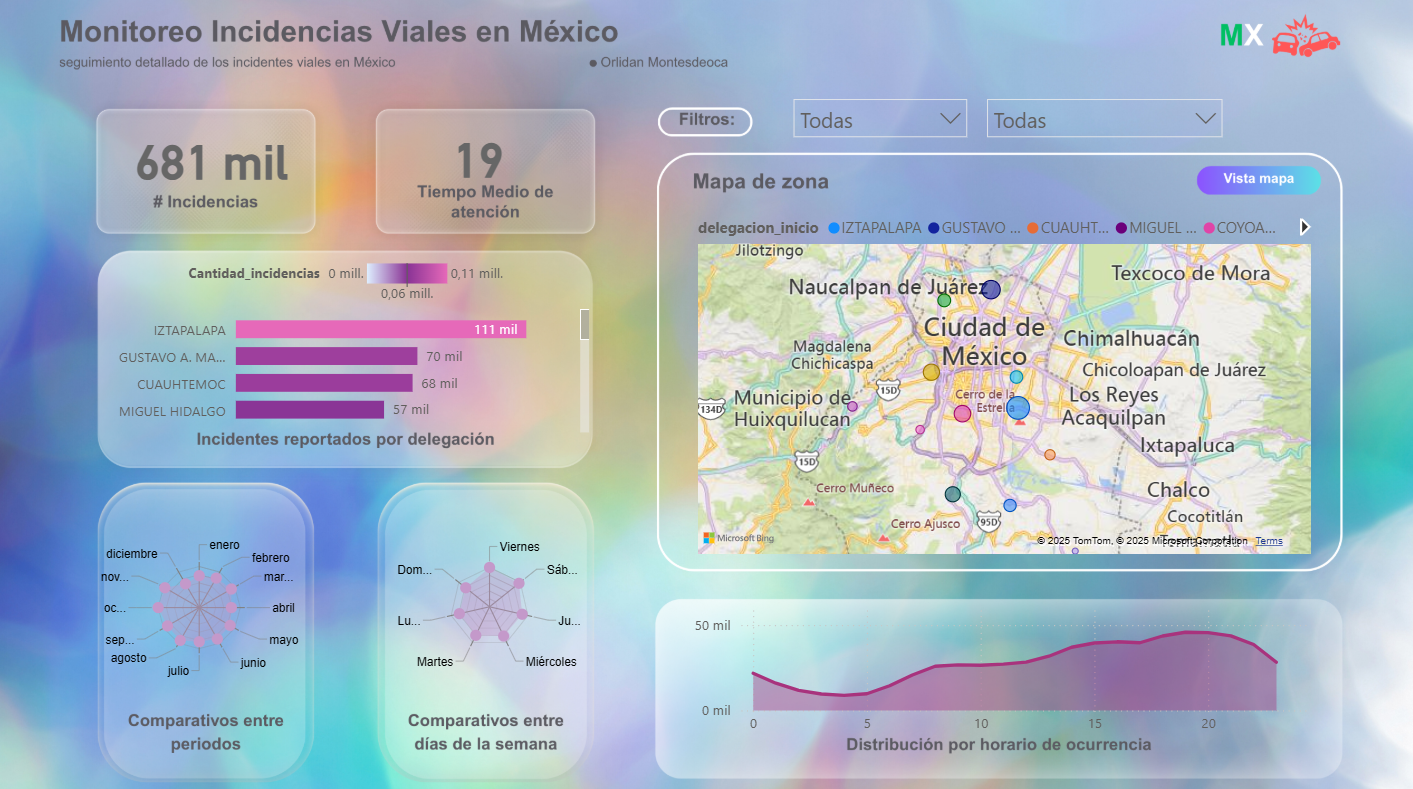 Monitoreo Incidencias Viales en México
seguimiento detallado de los incidentes viales en México
● Orlidan Montesdeoca
MX
681 mil
# Incidencias
19
Tiempo Medio de
atención
Filtros:
Todas
Todas
Mapa de zona
Vista mapa
delegacion_inicio IZTAPALAPA GUSTAVO ... CUAUHT... MIGUEL ... COYOA...
Cantidad_incidencias 0 mill. 0,11 mill.
0,06 mill.
IZTAPALAPA 111 mil
GUSTAVO A. MA... 70 mil
CUAUHTEMOC 68 mil
MIGUEL HIDALGO 57 mil
Incidentes reportados por delegación
Jilotzingo
Texcoco de Mora
Naucalpan de Juárez
Ciudad de
México
Chimalhuacán
Magdalena
Chichicaspa
Chicoloapan de Juárez
15D
Municipio de
Huixquilucan
134D
Cerro de la
Estrella
Los Reyes
Acaquilpan
Ixtapaluca
15D
Cerro Muñeco
Chalco
Cocotitlán
Cerro Ajusco
95D
Microsoft Bing
© 2025 TomTom, © 2025 Microsoft Corporation Terms
enero
febrero
mar...
abril
mayo
junio
julio
agosto
sep...
oc...
nov...
diciembre
Comparativos entre
periodos
Viernes
Sáb...
Ju...
Miércoles
Martes
Lu...
Dom...
Comparativos entre
días de la semana
50 mil
0 mil
0 5 10 15 20
Distribución por horario de ocurrencia